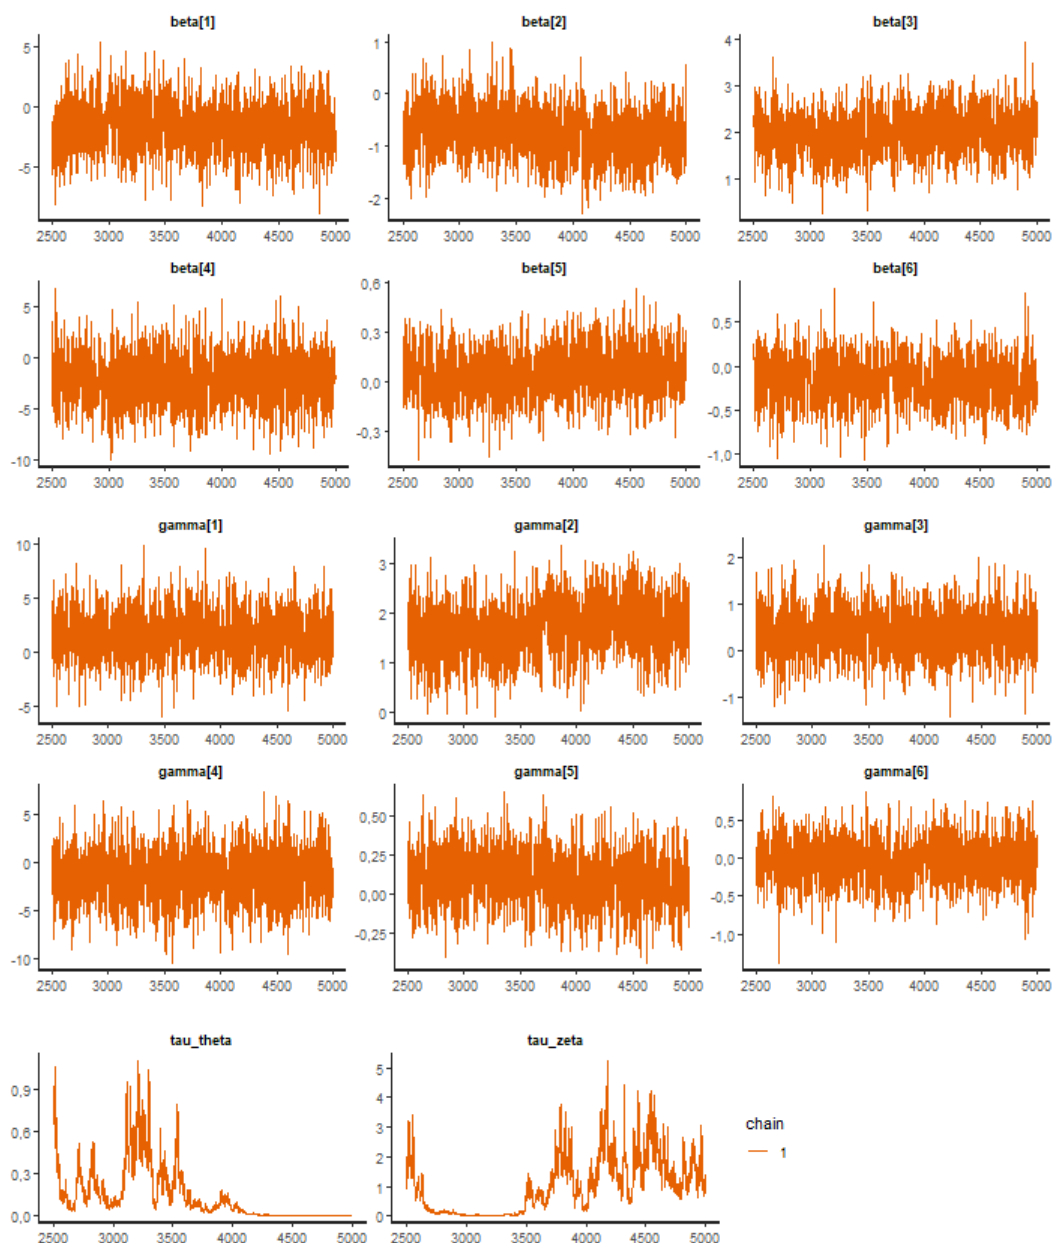 beta[1] beta[2] beta[3]
5 0 -5
1 0 -1 -2
4 3 2 1
2500 3000 3500 4000 4500 5000 2500 3000 3500 4000 4500 5000 2500 3000 3500 4000 4500 5000
beta[4] beta[5] beta[6]
5 0 -5 -10
0,6 0,3 0,0 -0,3
0,5 0,0 -0,5 -1,0
2500 3000 3500 4000 4500 5000 2500 3000 3500 4000 4500 5000 2500 3000 3500 4000 4500 5000
gamma[1] gamma[2] gamma[3]
10 5 0 -5
3 2 1 0
2 1 0 -1
2500 3000 3500 4000 4500 5000 2500 3000 3500 4000 4500 5000 2500 3000 3500 4000 4500 5000
gamma[4] gamma[5] gamma[6]
5 0 -5 -10
0,50 0,25 0,00 -0,25
0,5 0,0 -0,5 -1,0
2500 3000 3500 4000 4500 5000 2500 3000 3500 4000 4500 5000 2500 3000 3500 4000 4500 5000
tau_theta tau_zeta
0,9 0,6 0,3 0,0
5 4 3 2 1 0
chain
1
2500 3000 3500 4000 4500 5000 2500 3000 3500 4000 4500 5000